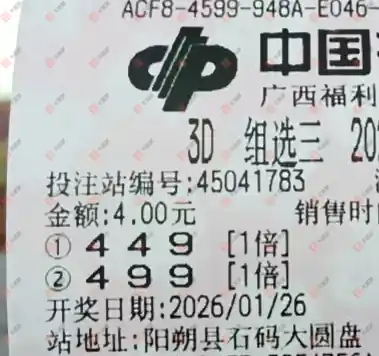 ACF8-4599-948A-E046-
中国
广西福利
3D 组选三 20
投注站编号:45041783
金额:4.00元 销售时
① 4 4 9 [1倍]
② 4 9 9 [1倍]
开奖日期:2026/01/26
站地址:阳朔县石码大圆盘